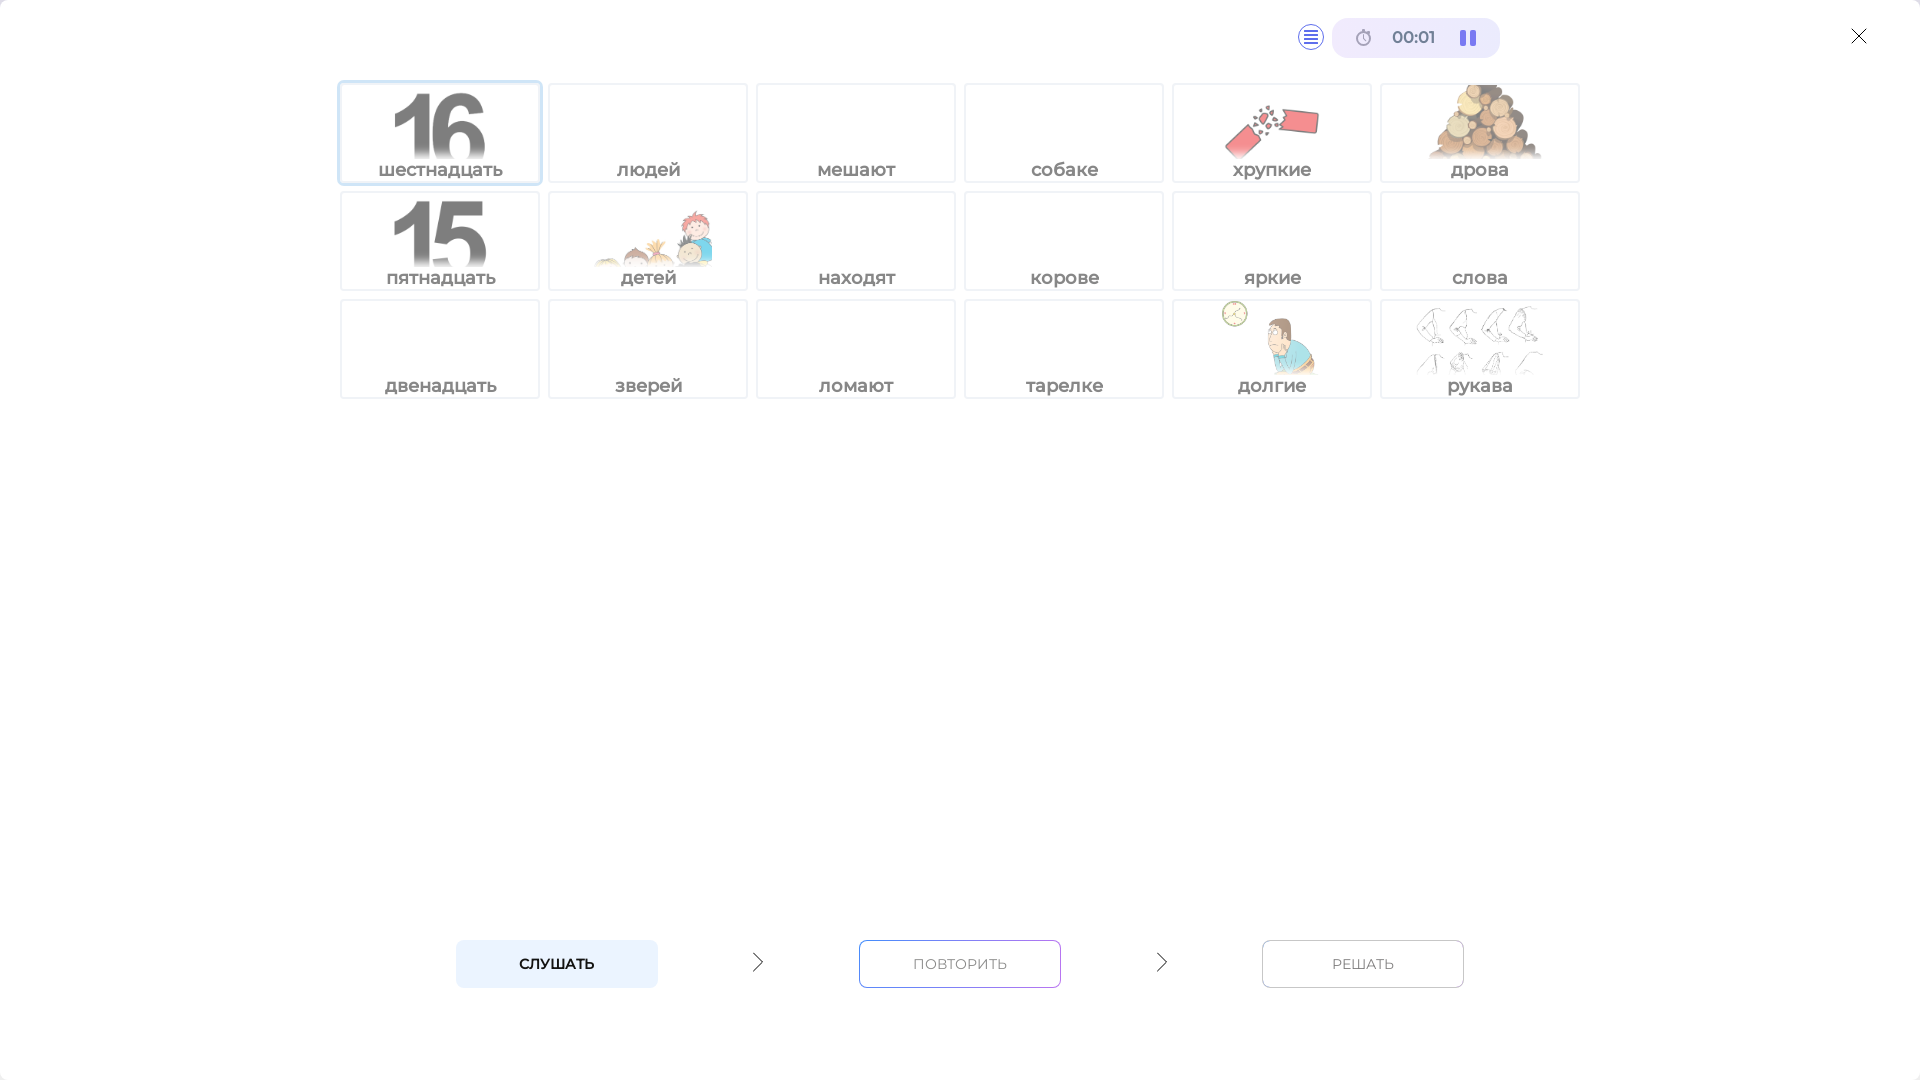 00:01
16 15
шестнадцать людей мешают собаке хрупкие дрова
пятнадцать детей находят корове яркие слова
двенадцать зверей ломают тарелке долгие рукава
СЛУШАТЬ ПОВТОРИТЬ РЕШАТЬ